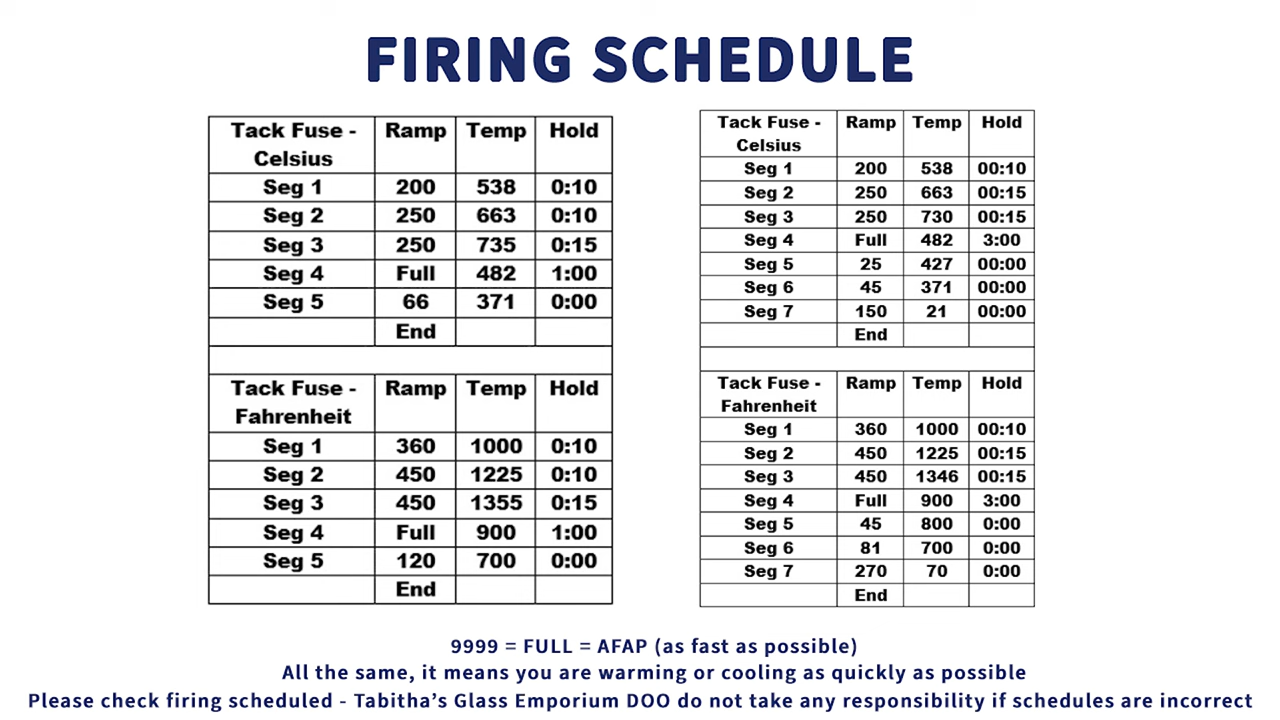 FIRING SCHEDULE
Tack Fuse - Celsius Ramp Temp Hold
Seg 1 200 538 0:10
Seg 2 250 663 0:10
Seg 3 250 735 0:15
Seg 4 Full 482 1:00
Seg 5 66 371 0:00
End
Tack Fuse - Fahrenheit Ramp Temp Hold
Seg 1 360 1000 0:10
Seg 2 450 1225 0:10
Seg 3 450 1355 0:15
Seg 4 Full 900 1:00
Seg 5 120 700 0:00
End
Tack Fuse - Celsius Ramp Temp Hold
Seg 1 200 538 00:10
Seg 2 250 663 00:15
Seg 3 250 730 00:15
Seg 4 Full 482 3:00
Seg 5 25 427 00:00
Seg 6 45 371 00:00
Seg 7 150 21 00:00
End
Tack Fuse - Fahrenheit Ramp Temp Hold
Seg 1 360 1000 00:10
Seg 2 450 1225 00:15
Seg 3 450 1346 00:15
Seg 4 Full 900 3:00
Seg 5 45 800 0:00
Seg 6 81 700 0:00
Seg 7 270 70 0:00
End
9999 = FULL = AFAP (as fast as possible)
All the same, it means you are warming or cooling as quickly as possible
Please check firing scheduled - Tabitha's Glass Emporium DOO do not take any responsibility if schedules are incorrect